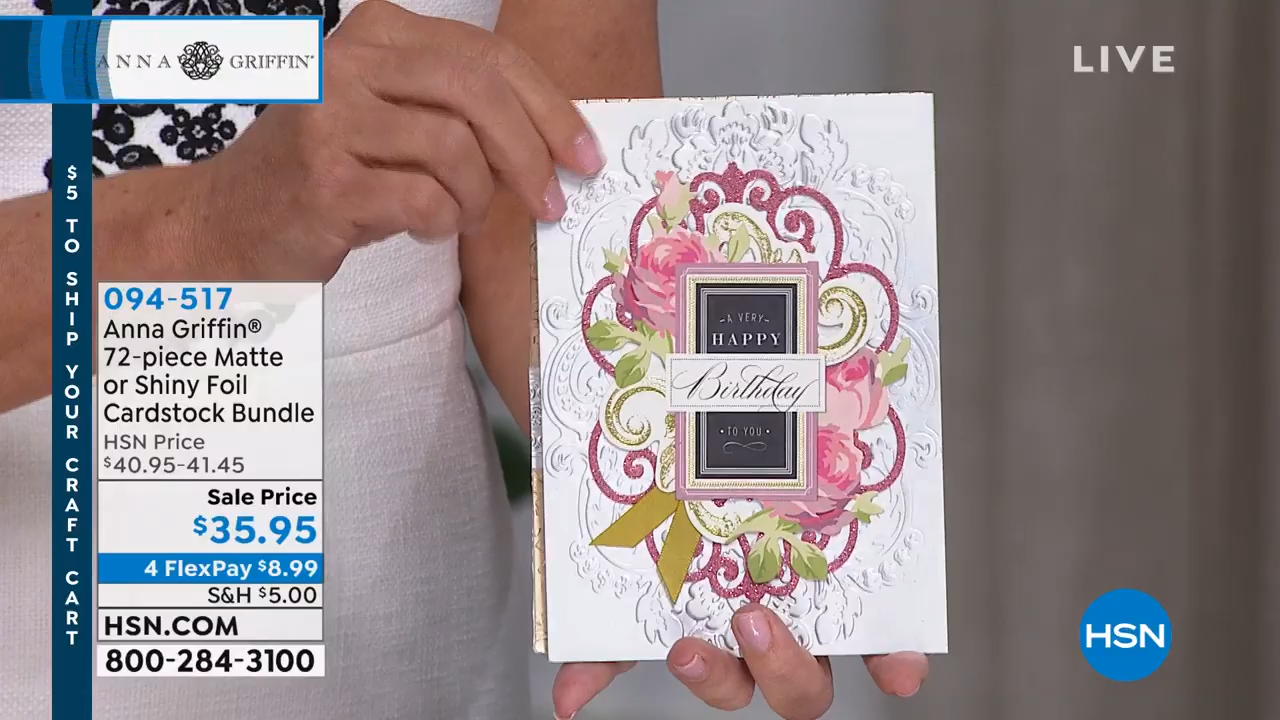 ANNA GRIFFIN
LIVE
$5 TO SHIP YOUR CRAFT CART
094-517
Anna Griffin®
72-piece Matte
or Shiny Foil
Cardstock Bundle
HSN Price
$40.95-41.45
Sale Price
$35.95
4 FlexPay $8.99
S&H $5.00
HSN.COM
800-284-3100
-A VERY-
HAPPY
Birthday
• TO YOU •
HSN